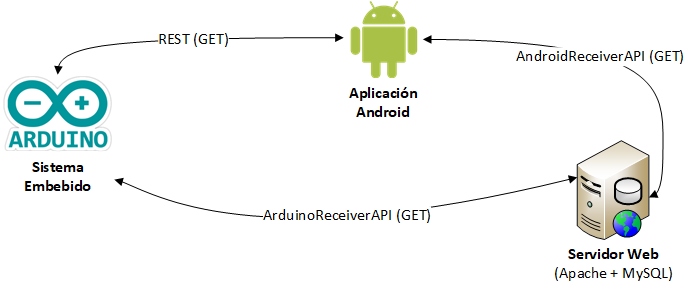 REST (GET)
AndroidReceiverAPI (GET)
Aplicación
Android
ARDUINO
Sistema
Embebido
ArduinoReceiverAPI (GET)
Servidor Web
(Apache + MySQL)